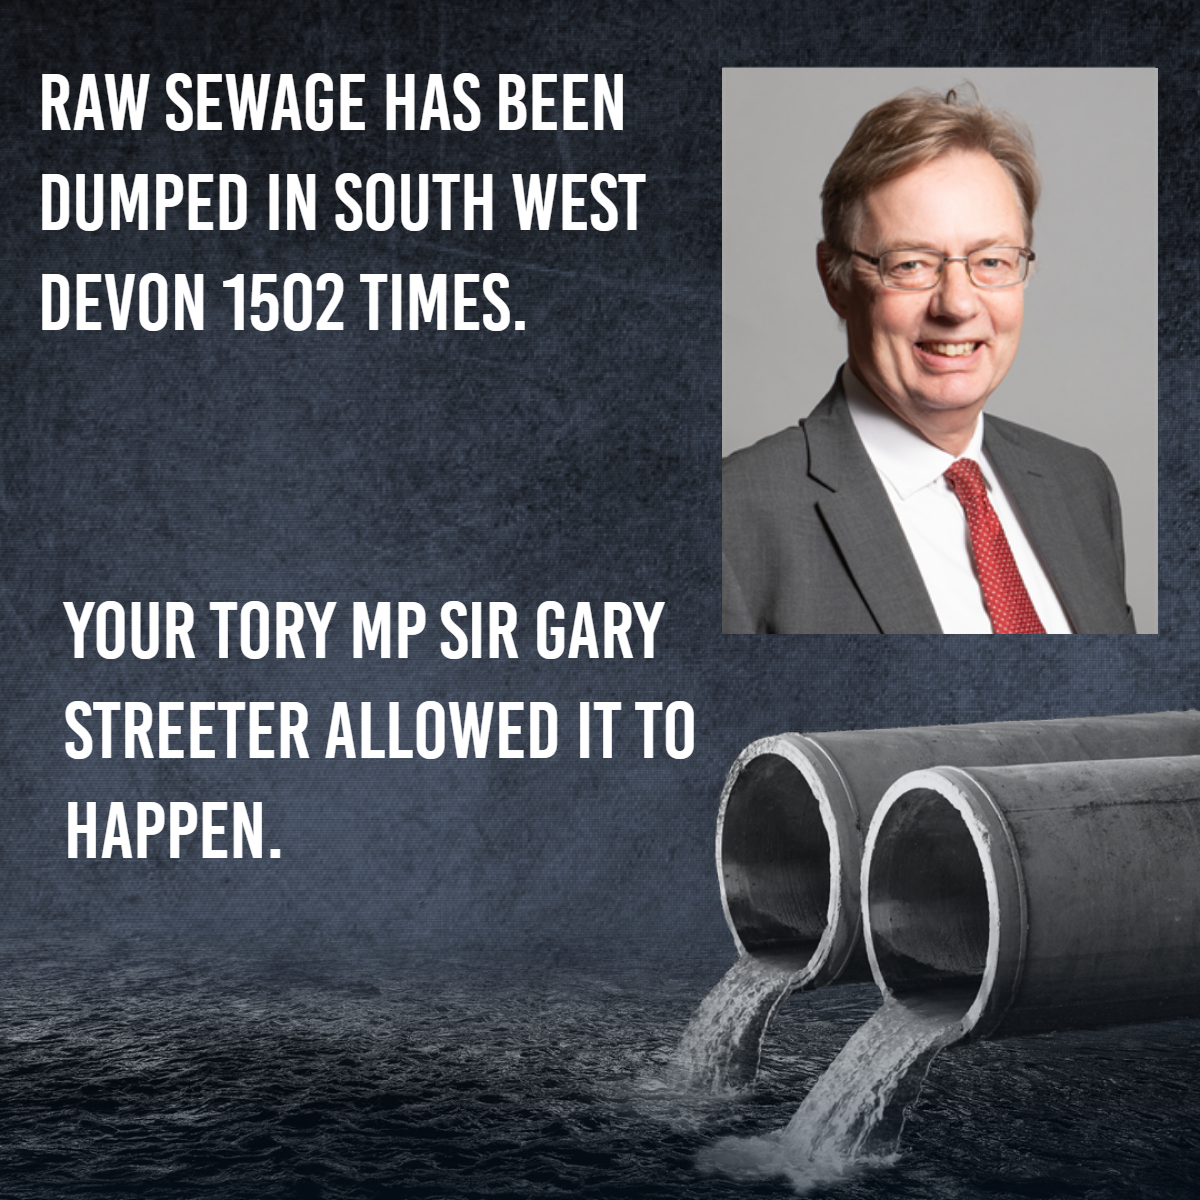 RAW SEWAGE HAS BEEN
DUMPED IN SOUTH WEST
DEVON 1502 TIMES.
YOUR TORY MP SIR GARY
STREETER ALLOWED IT TO
HAPPEN.